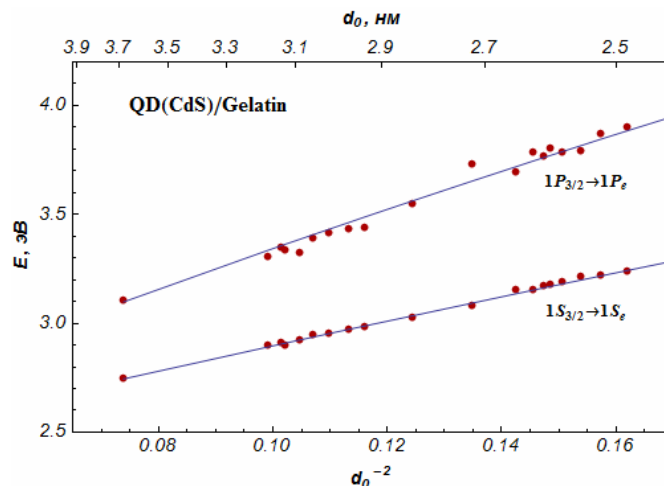 d₀, нм
3.9 3.7 3.5 3.3 3.1 2.9 2.7 2.5
QD(CdS)/Gelatin
4.0
1P₃/₂→1Pₑ
3.5
E, эВ
3.0
1S₃/₂→1Sₑ
2.5
0.08 0.10 0.12 0.14 0.16
d₀⁻²